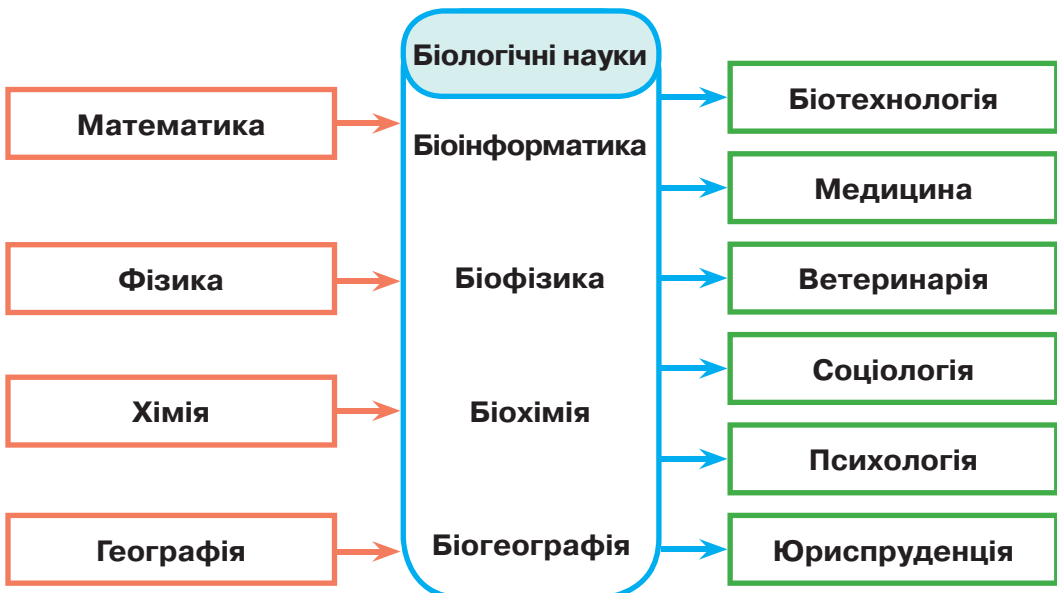 Біологічні науки
Математика
Біоінформатика
Фізика
Біофізика
Хімія
Біохімія
Географія
Біогеографія
Біотехнологія
Медицина
Ветеринарія
Соціологія
Психологія
Юриспруденція